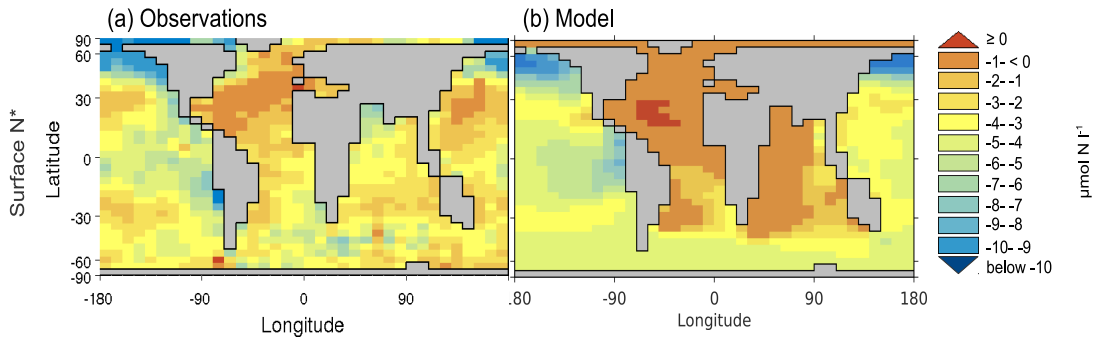 (a) Observations
(b) Model
Surface N*
Latitude
90
60
30
0
-30
-60
-90
-180
-90
0
90
Longitude
.80
-90
0
90
180
Longitude
≥ 0
-1- < 0
-2 - -1
-3 - -2
-4 - -3
-5 - -4
-6 - -5
-7 - -6
-8 - -7
-9 - -8
-10 - -9
below -10
µmol N l⁻¹